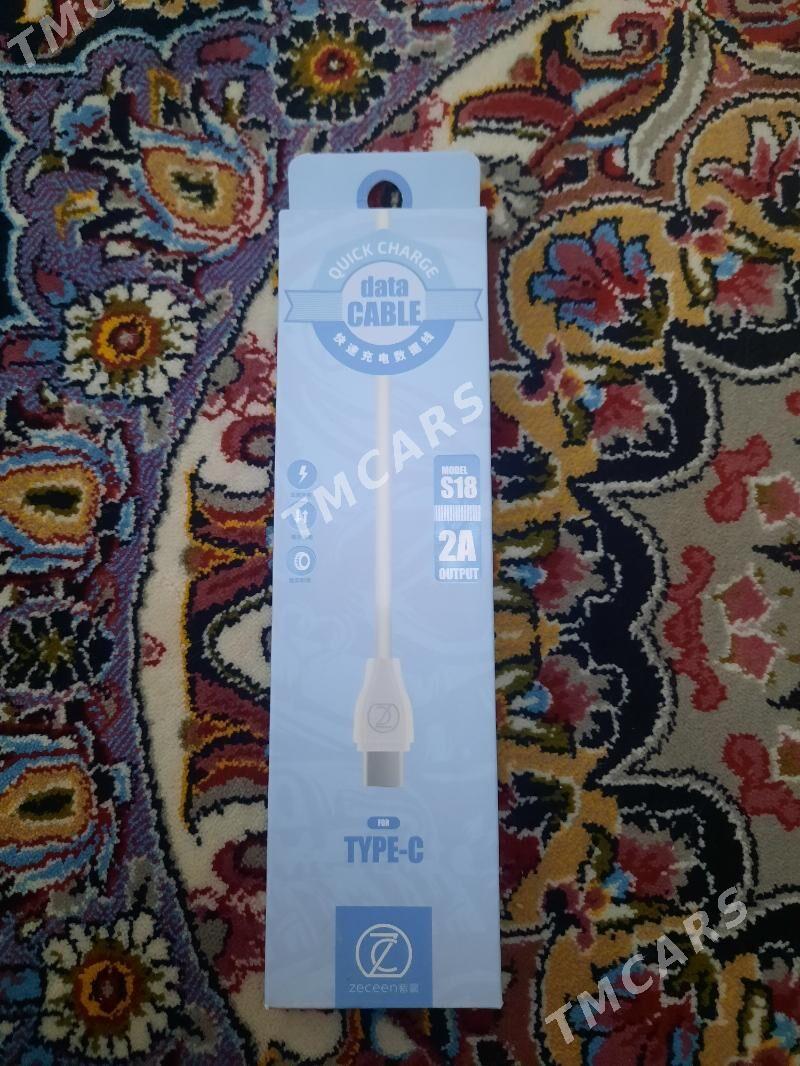 TMCARS
QUICK CHARGE
data
CABLE
快速充电数据线
TMCARS
MODEL
S18
2A
OUTPUT
FOR
TYPE-C
TMCARS
zeceen